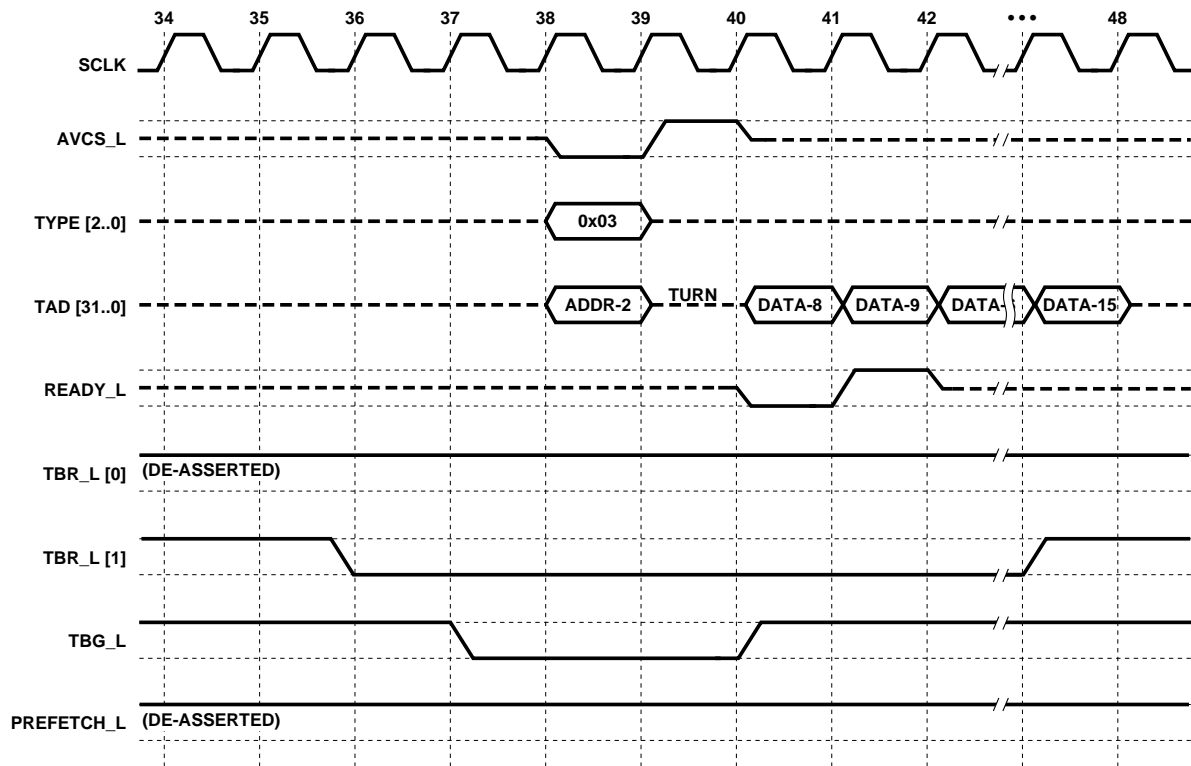 34 35 36 37 38 39 40 41 42 ••• 48
SCLK
AVCS_L
TYPE [2..0] 0x03
TAD [31..0] ADDR-2 TURN DATA-8 DATA-9 DATA- DATA-15
READY_L
TBR_L [0] (DE-ASSERTED)
TBR_L [1]
TBG_L
PREFETCH_L (DE-ASSERTED)